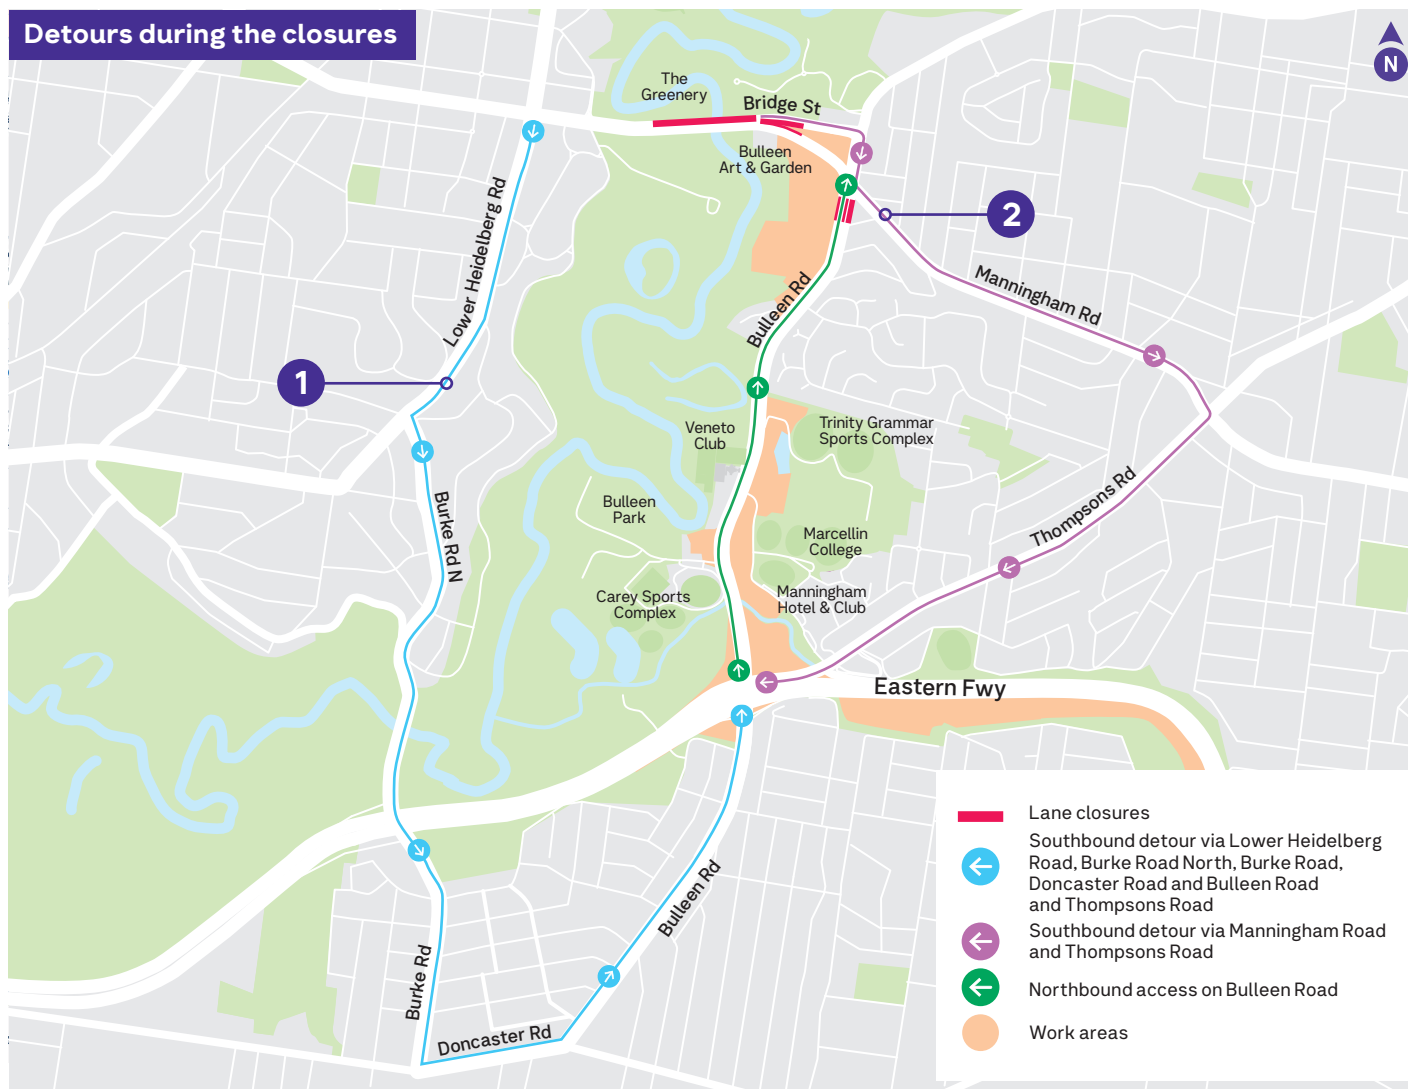 Detours during the closures
N
The
Greenery
Bridge St
Bulleen
Art & Garden
2
Lower Heidelberg Rd
Manningham Rd
Bulleen Rd
1
Veneto
Club
Trinity Grammar
Sports Complex
Thompsons Rd
Burke Rd N
Bulleen
Park
Marcellin
College
Carey Sports
Complex
Manningham
Hotel & Club
Eastern Fwy
Bulleen Rd
Burke Rd
Doncaster Rd
Lane closures
Southbound detour via Lower Heidelberg
Road, Burke Road North, Burke Road,
Doncaster Road and Bulleen Road
and Thompsons Road
Southbound detour via Manningham Road
and Thompsons Road
Northbound access on Bulleen Road
Work areas